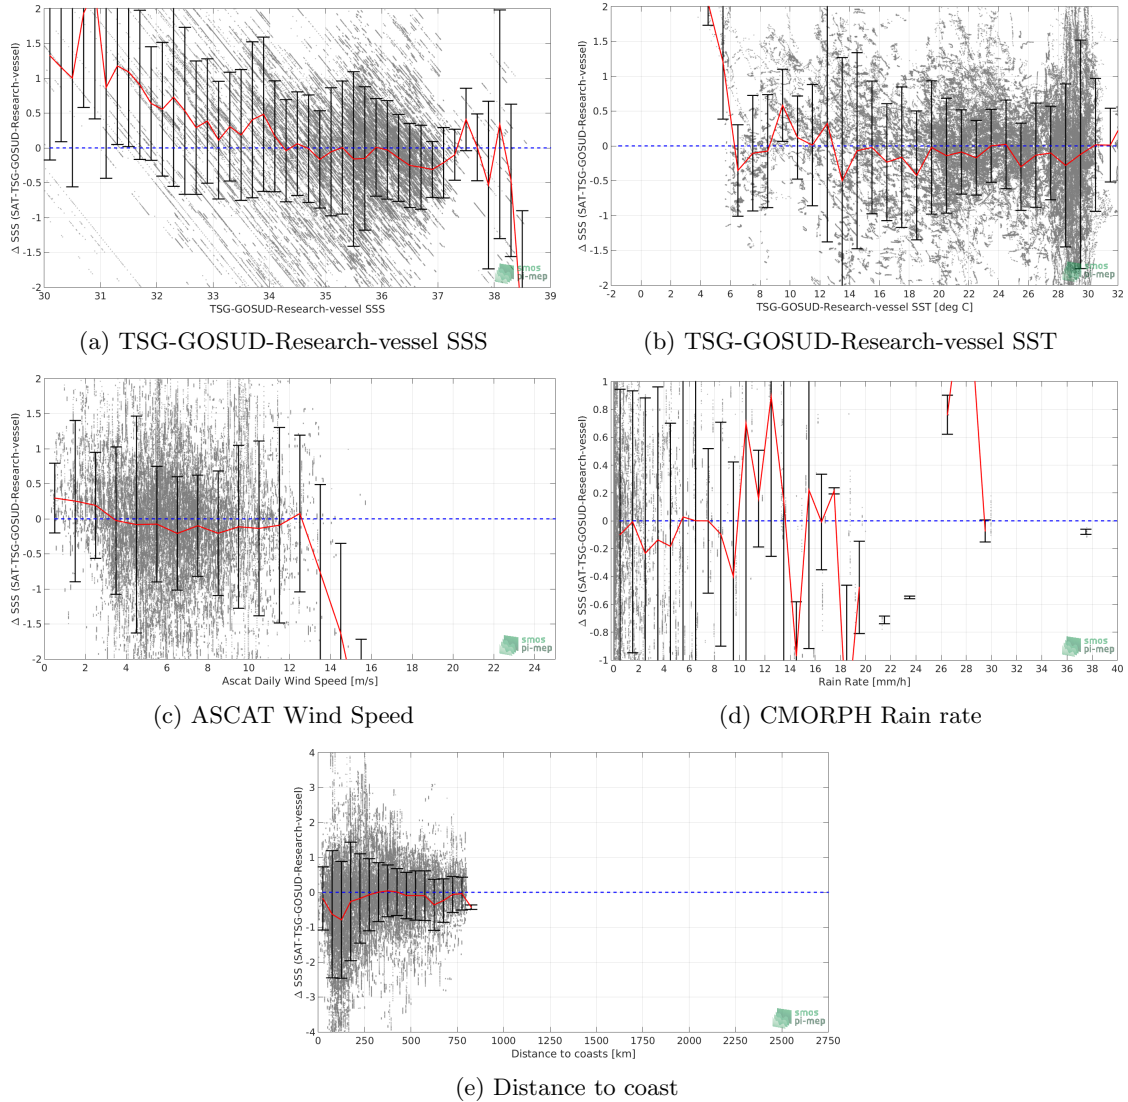 2
1.5
1
0.5
0
-0.5
-1
-1.5
-2
Δ SSS (SAT-TSG-GOSUD-Research-vessel)
30 31 32 33 34 35 36 37 38 39
TSG-GOSUD-Research-vessel SSS
smos
pi-mep
(a) TSG-GOSUD-Research-vessel SSS
2
1.5
1
0.5
0
-0.5
-1
-1.5
-2
Δ SSS (SAT-TSG-GOSUD-Research-vessel)
-2 0 2 4 6 8 10 12 14 16 18 20 22 24 26 28 30 32
TSG-GOSUD-Research-vessel SST [deg C]
smos
pi-mep
(b) TSG-GOSUD-Research-vessel SST
2
1.5
1
0.5
0
-0.5
-1
-1.5
-2
Δ SSS (SAT-TSG-GOSUD-Research-vessel)
0 2 4 6 8 10 12 14 16 18 20 22 24
Ascat Daily Wind Speed [m/s]
smos
pi-mep
(c) ASCAT Wind Speed
1
0.8
0.6
0.4
0.2
0
-0.2
-0.4
-0.6
-0.8
-1
Δ SSS (SAT-TSG-GOSUD-Research-vessel)
0 2 4 6 8 10 12 14 16 18 20 22 24 26 28 30 32 34 36 38 40
Rain Rate [mm/h]
smos
pi-mep
(d) CMORPH Rain rate
4
3
2
1
0
-1
-2
-3
-4
Δ SSS (SAT-TSG-GOSUD-Research-vessel)
0 250 500 750 1000 1250 1500 1750 2000 2250 2500 2750
Distance to coasts [km]
smos
pi-mep
(e) Distance to coast